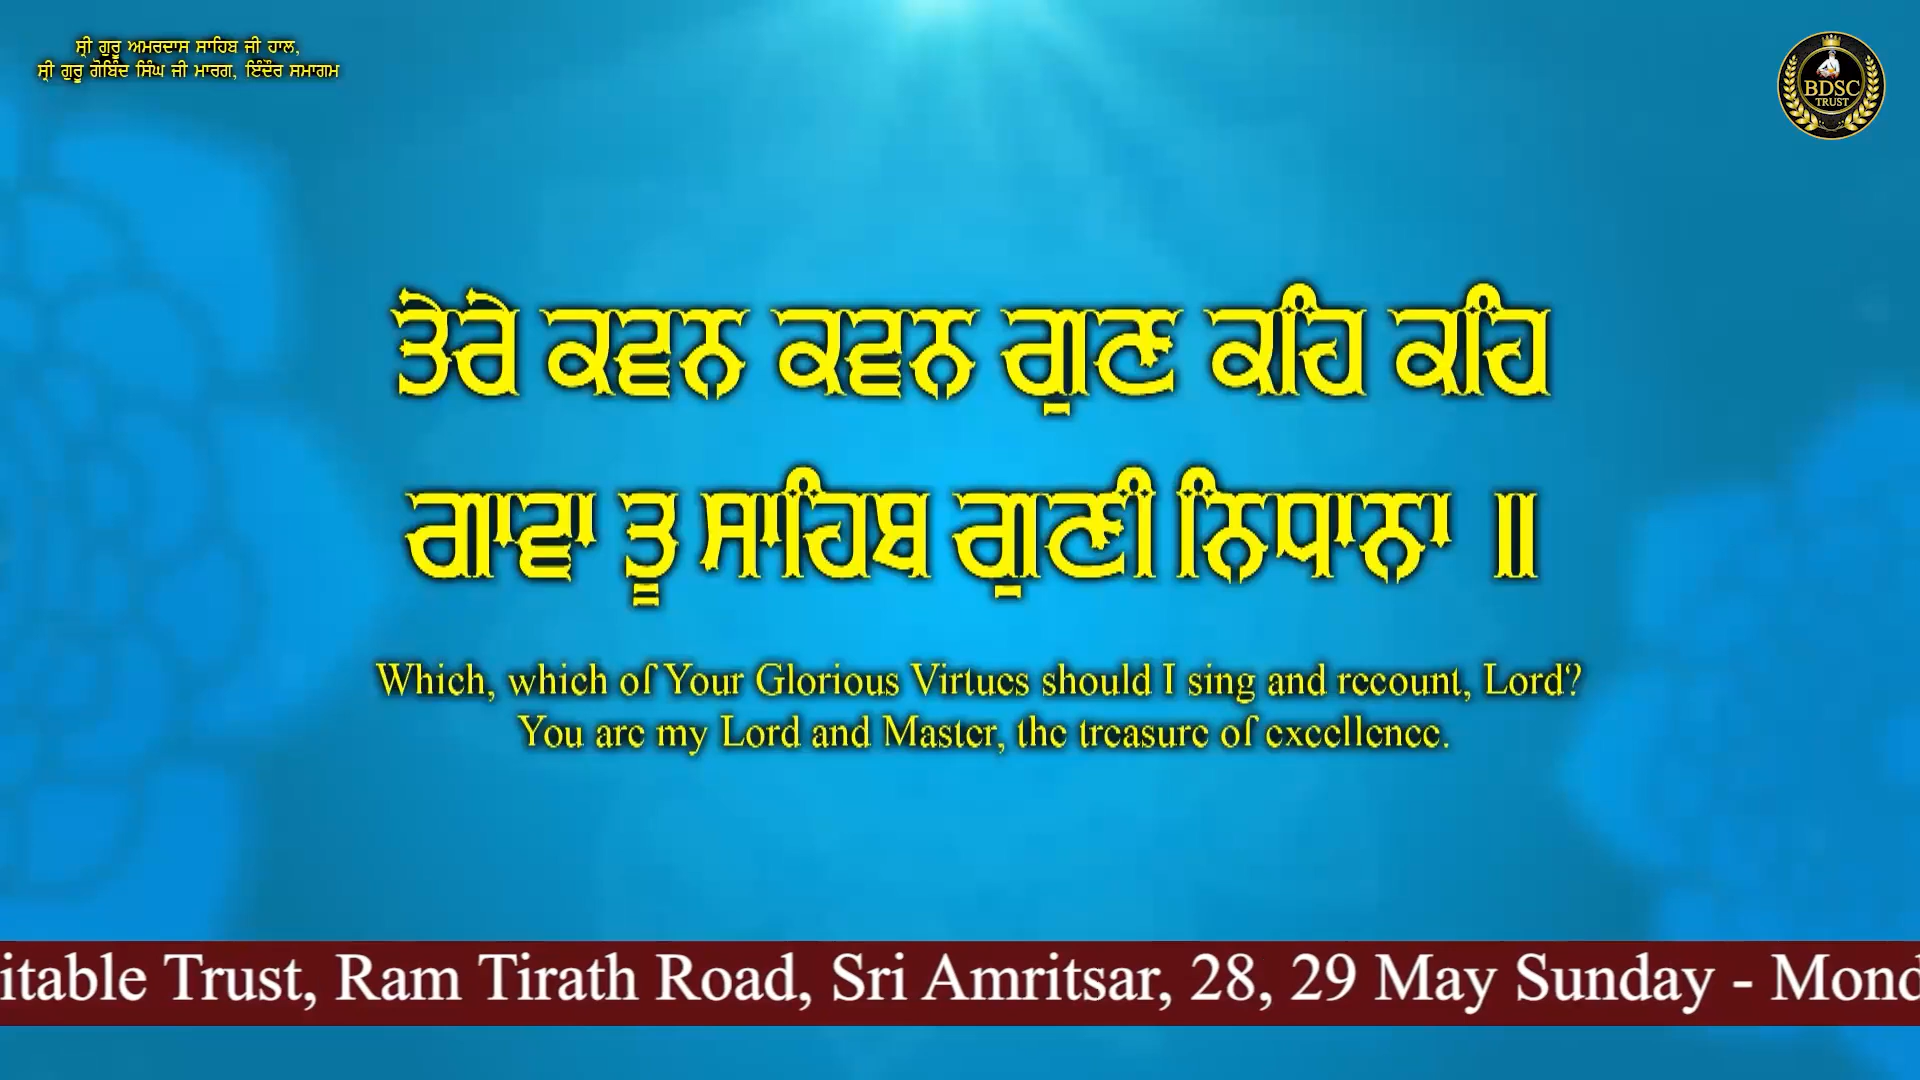 ਸ੍ਰੀ ਗੁਰੂ ਅਮਰਦਾਸ ਸਾਹਿਬ ਜੀ ਹਾਲ,
ਸ੍ਰੀ ਗੁਰੂ ਗੋਬਿੰਦ ਸਿੰਘ ਜੀ ਮਾਰਗ, ਇੰਦੌਰ ਸਮਾਗਮ
BDSC
TRUST
ਤੇਰੇ ਕਵਨ ਕਵਨ ਗੁਣ ਕਹਿ ਕਹਿ
ਗਾਵਾ ਤੂ ਸਾਹਿਬ ਗੁਣੀ ਨਿਧਾਨਾ ॥
Which, which of Your Glorious Virtues should I sing and recount, Lord?
You are my Lord and Master, the treasure of excellence.
itable Trust, Ram Tirath Road, Sri Amritsar, 28, 29 May Sunday - Mond